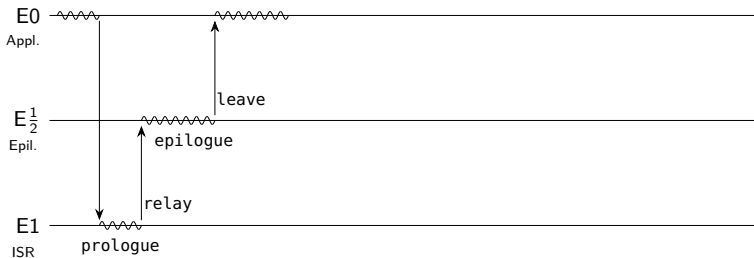 E0
Appl.
leave
E½
Epil.
epilogue
relay
E1
prologue
ISR